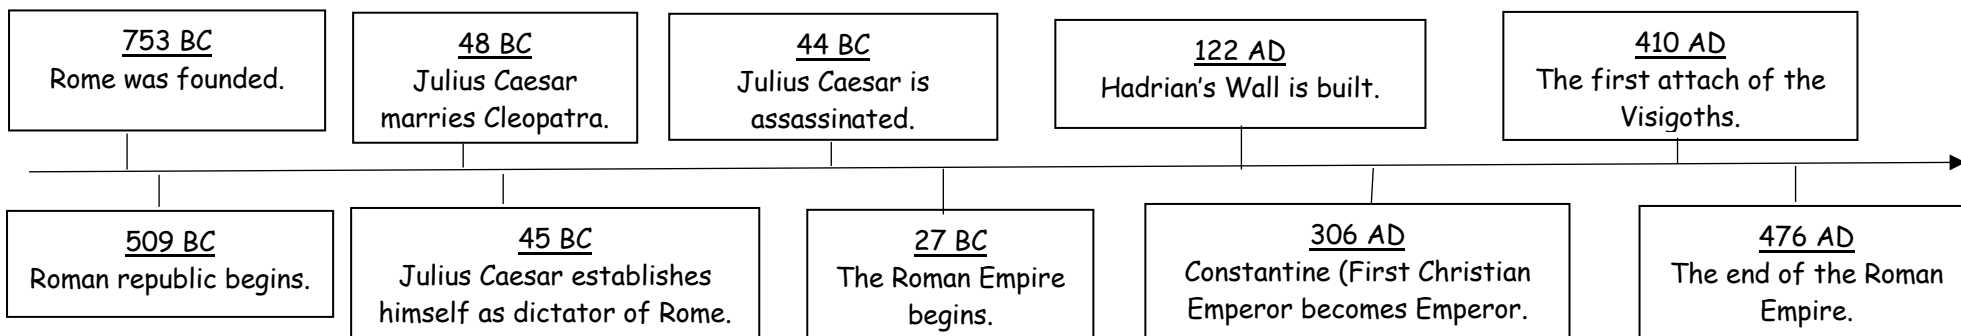 753 BC
Rome was founded.
48 BC
Julius Caesar
marries Cleopatra.
44 BC
Julius Caesar is
assassinated.
122 AD
Hadrian's Wall is built.
410 AD
The first attach of the
Visigoths.
509 BC
Roman republic begins.
45 BC
Julius Caesar establishes
himself as dictator of Rome.
27 BC
The Roman Empire
begins.
306 AD
Constantine (First Christian
Emperor becomes Emperor.
476 AD
The end of the Roman
Empire.